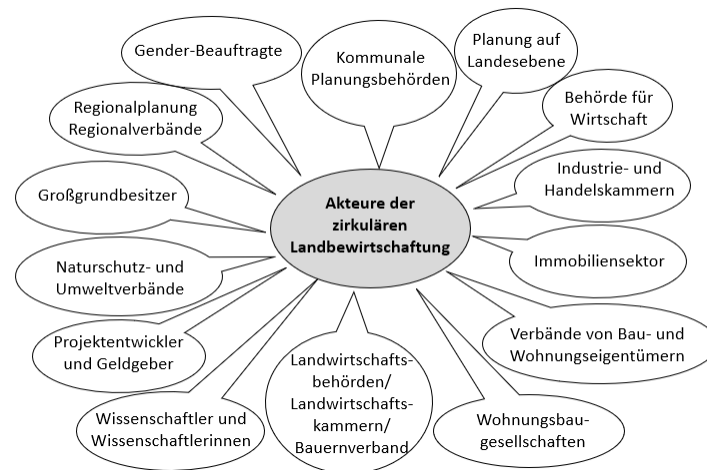 Gender-Beauftragte
Kommunale
Planungsbehörden
Planung auf
Landesebene
Behörde für
Wirtschaft
Industrie- und
Handelskammern
Immobiliensektor
Verbände von Bau- und
Wohnungseigentümern
Wohnungsbau-
gesellschaften
Landwirtschafts-
behörden/
Landwirtschafts-
kammern/
Bauernverband
Wissenschaftler und
Wissenschaftlerinnen
Projektentwickler
und Geldgeber
Naturschutz- und
Umweltverbände
Großgrundbesitzer
Regionalplanung
Regionalverbände
Akteure der
zirkulären
Landbewirtschaftung